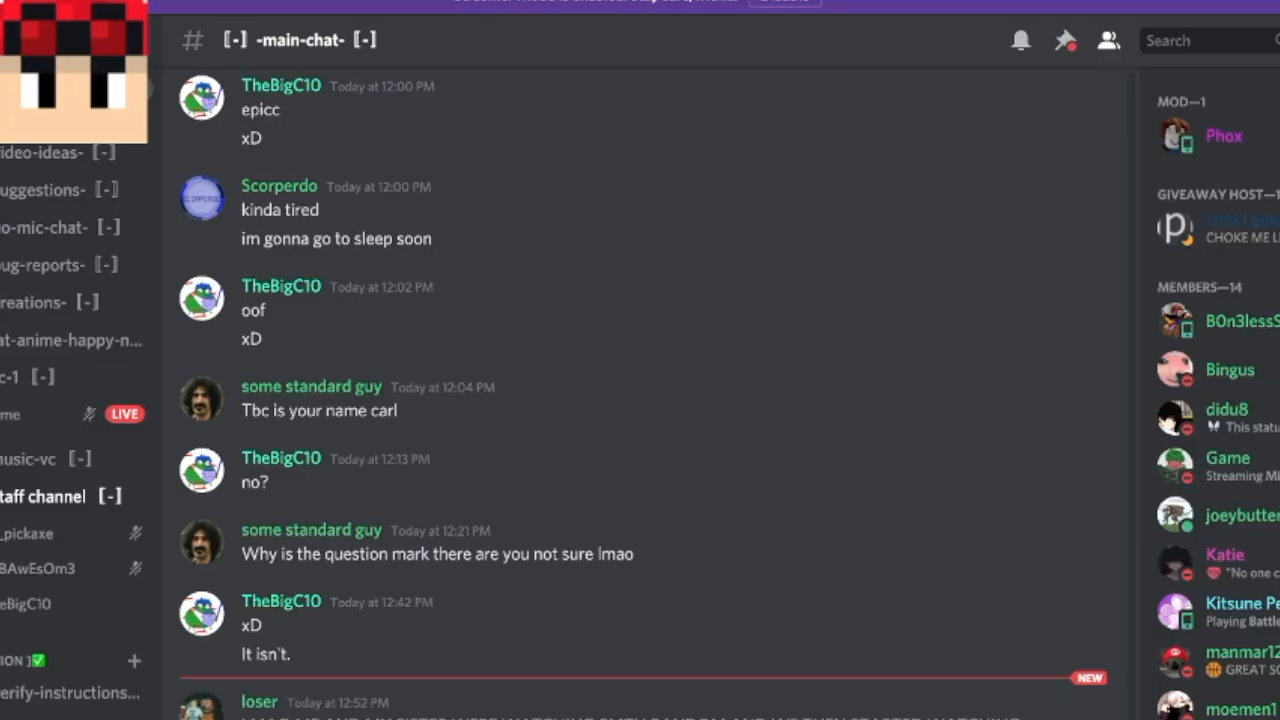 [-] -main-chat- [-]
Search
TheBigC10 Today at 12:00 PM
epicc
xD
Scorperdo Today at 12:00 PM
kinda tired
im gonna go to sleep soon
TheBigC10 Today at 12:02 PM
oof
xD
some standard guy Today at 12:04 PM
Tbc is your name carl
TheBigC10 Today at 12:13 PM
no?
some standard guy Today at 12:21 PM
Why is the question mark there are you not sure lmao
TheBigC10 Today at 12:42 PM
xD
It isn't.
NEW
loser Today at 12:52 PM
ideo-ideas- [-]
uggestions- [-]
o-mic-chat- [-]
ug-reports- [-]
reations- [-]
at-anime-happy-n...
c-1 [-]
me LIVE
usic-vc [-]
taff channel [-]
_pickaxe
BAwEsOm3
eBigC10
ION ]✅ +
erify-instructions...
MOD—1
Phox
GIVEAWAY HOST—1
CHOKE ME
MEMBERS—14
B0n3lessS
Bingus
didu8
This statu
Game
Streaming Mi
joeybutter
Katie
"No one c
Kitsune Pe
Playing Battle
manmar12
GREAT SO
moemen1